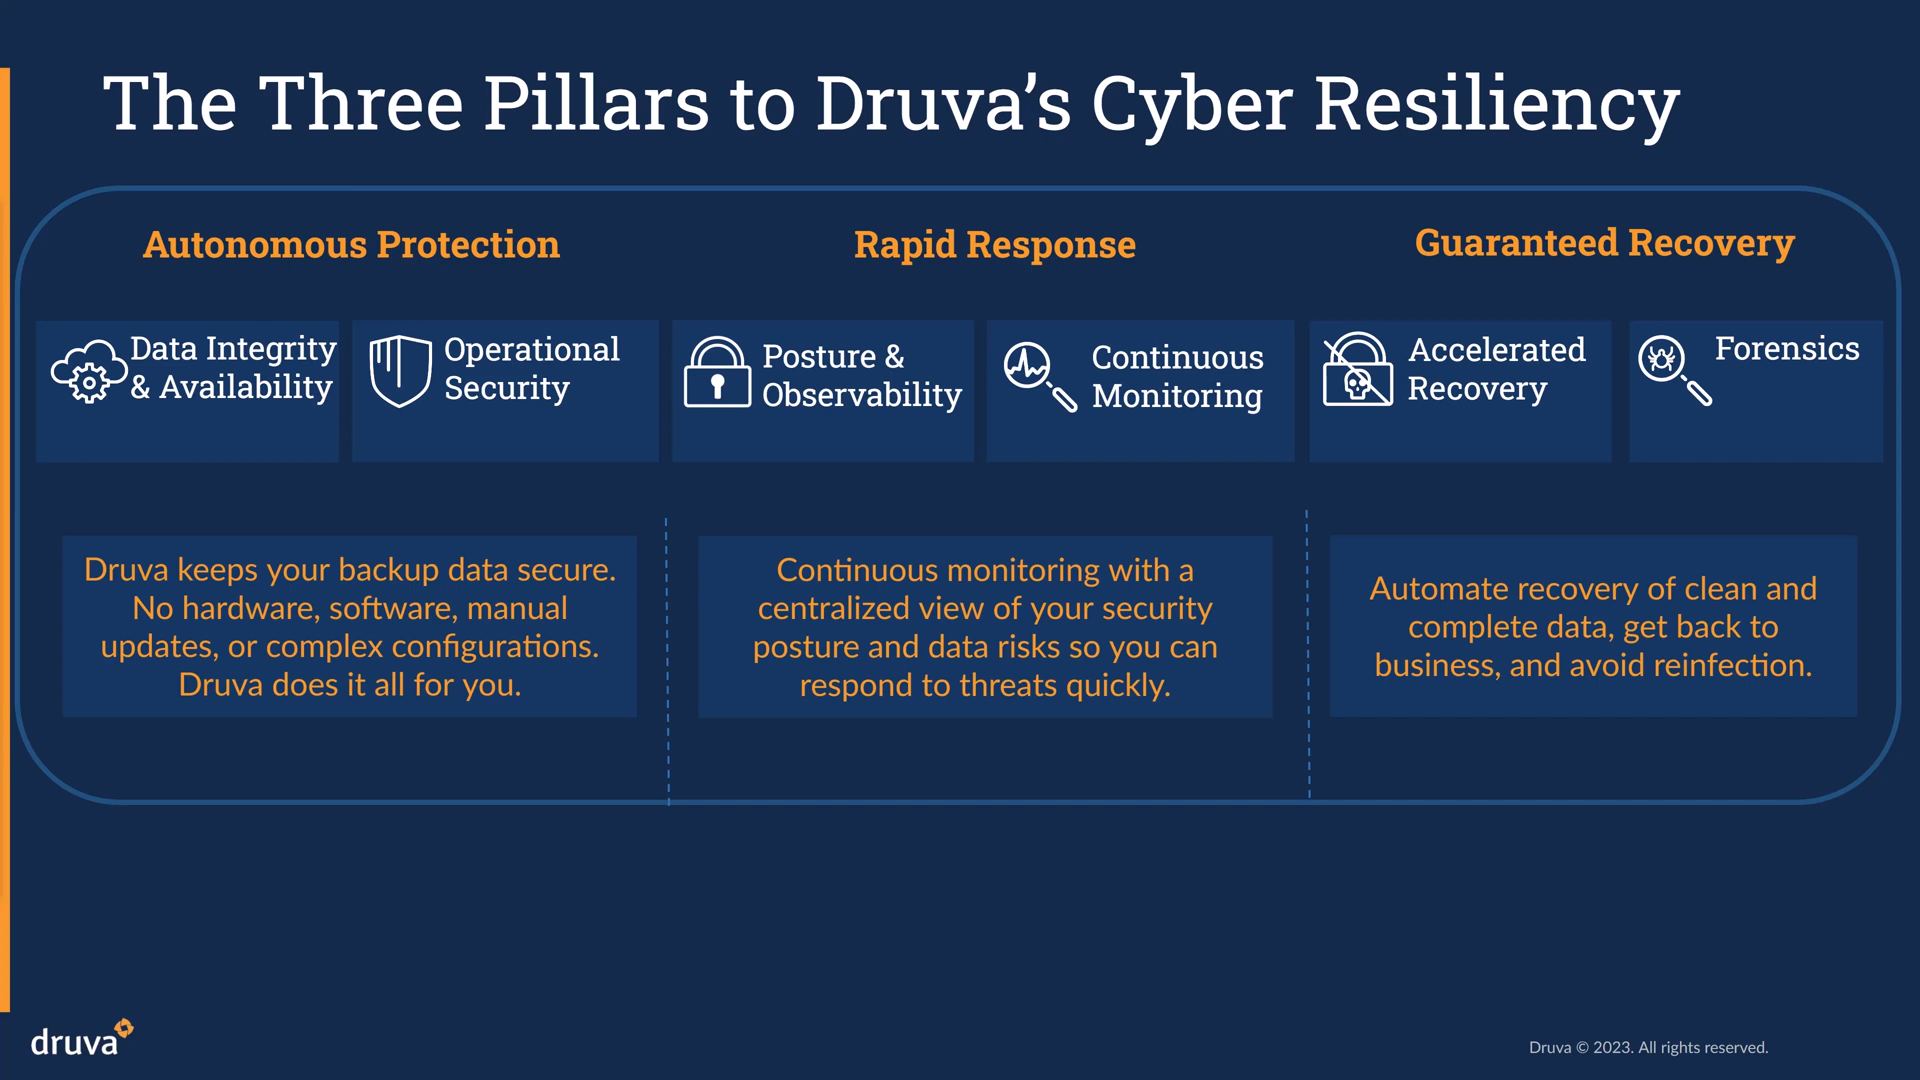 The Three Pillars to Druva’s Cyber Resiliency
Autonomous Protection
Rapid Response
Guaranteed Recovery
Data Integrity
& Availability
Operational
Security
Posture &
Observability
Continuous
Monitoring
Accelerated
Recovery
Forensics
Druva keeps your backup data secure.
No hardware, software, manual
updates, or complex configurations.
Druva does it all for you.
Continuous monitoring with a
centralized view of your security
posture and data risks so you can
respond to threats quickly.
Automate recovery of clean and
complete data, get back to
business, and avoid reinfection.
druva
Druva © 2023. All rights reserved.